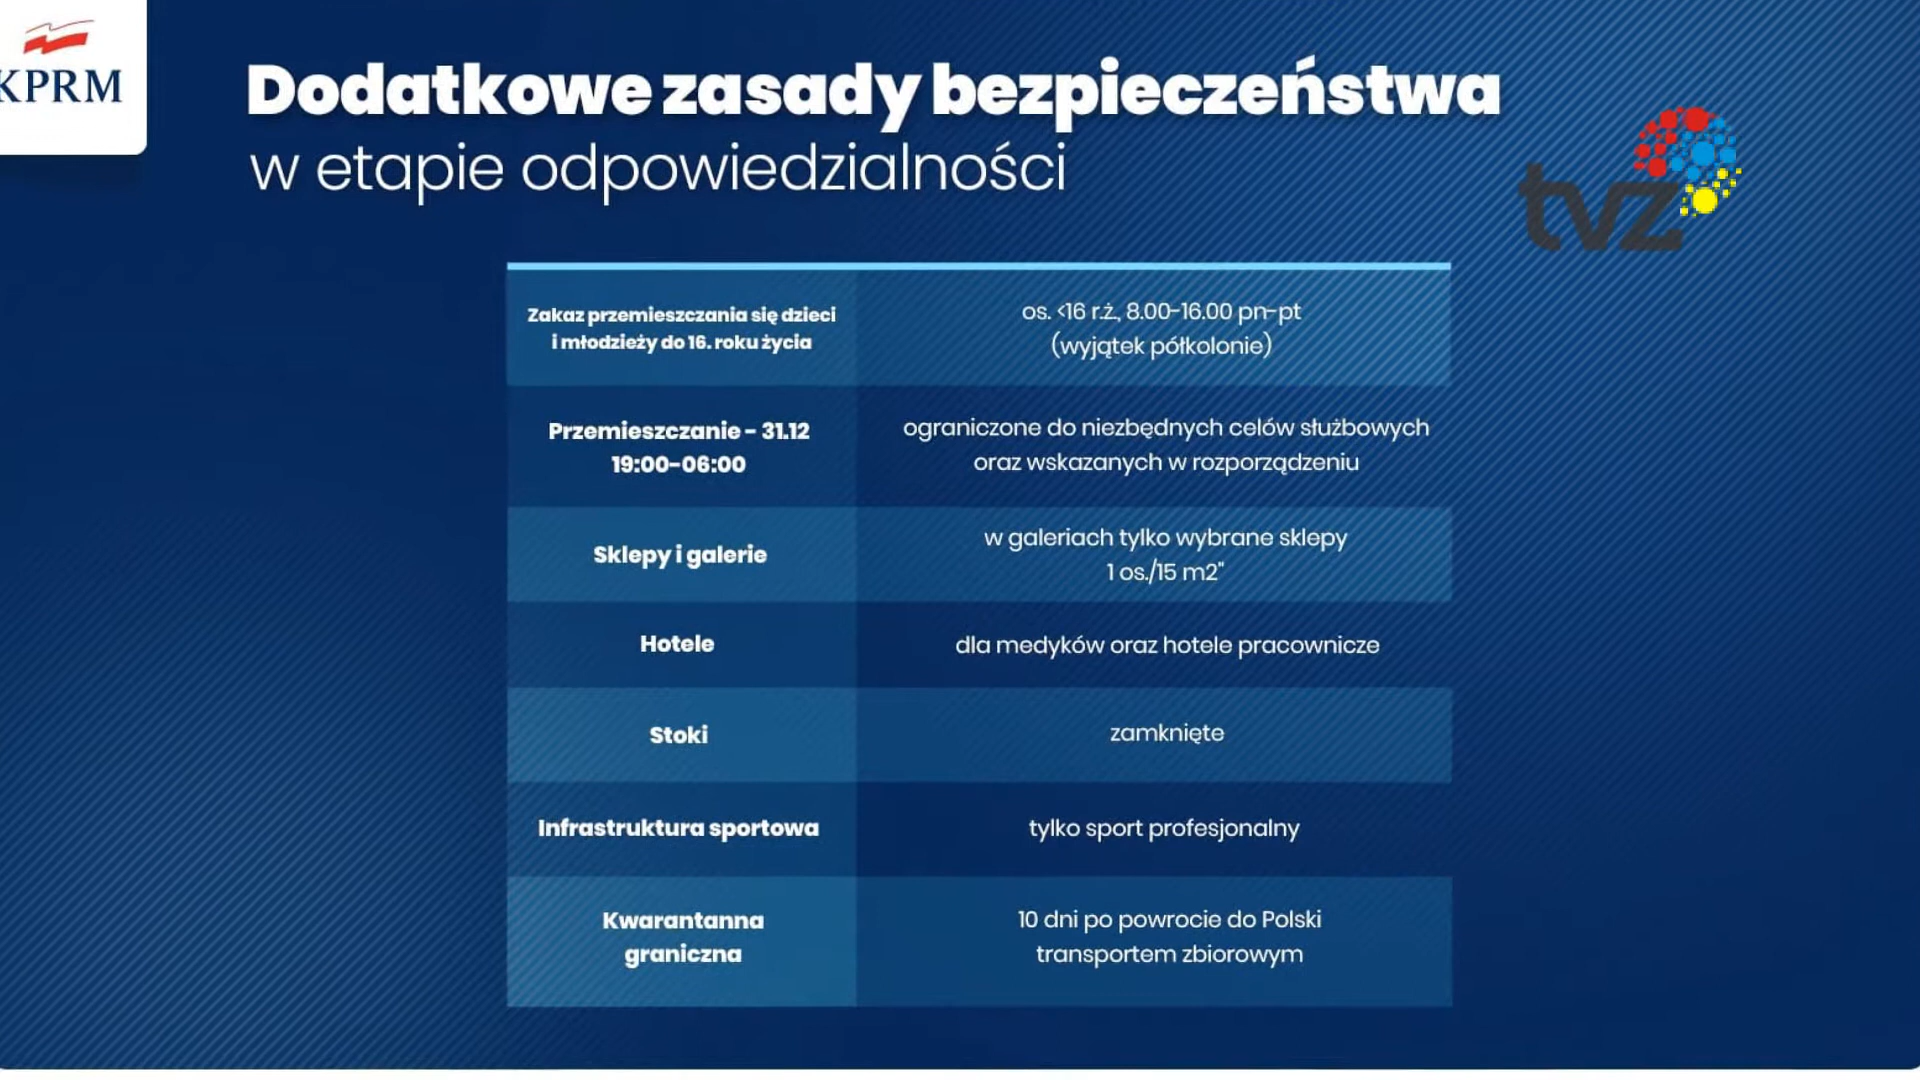 KPRM
Dodatkowe zasady bezpieczeństwa
w etapie odpowiedzialności
tvz
Zakaz przemieszczania się dzieci
i młodzieży do 16. roku życia
os. <16 r.ż., 8.00-16.00 pn-pt
(wyjątek półkolonie)
Przemieszczanie - 31.12
19:00-06:00
ograniczone do niezbędnych celów służbowych
oraz wskazanych w rozporządzeniu
Sklepy i galerie
w galeriach tylko wybrane sklepy
1 os./15 m2"
Hotele
dla medyków oraz hotele pracownicze
Stoki
zamknięte
Infrastruktura sportowa
tylko sport profesjonalny
Kwarantanna
graniczna
10 dni po powrocie do Polski
transportem zbiorowym